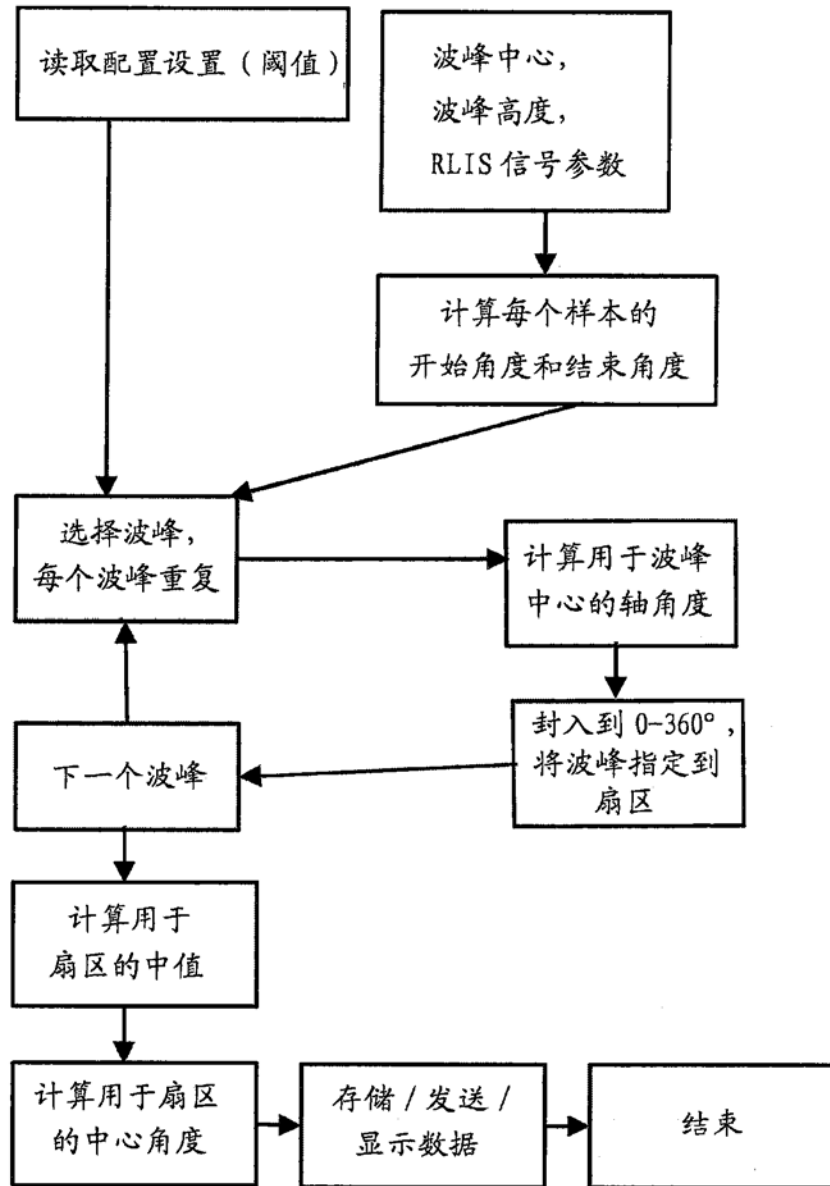 读取配置设置（阈值）
波峰中心，
波峰高度，
RLIS信号参数
计算每个样本的
开始角度和结束角度
选择波峰，
每个波峰重复
计算用于波峰
中心的轴角度
封入到0-360°，
将波峰指定到
扇区
下一个波峰
计算用于
扇区的中值
计算用于扇区
的中心角度
存储/发送/
显示数据
结束